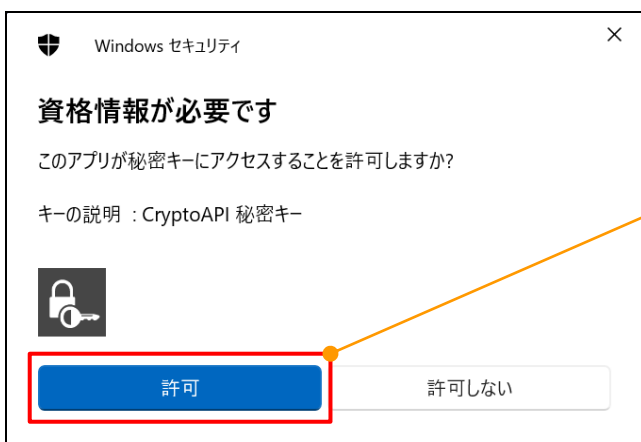 Windows セキュリティ
資格情報が必要です
このアプリが秘密キーにアクセスすることを許可しますか?
キーの説明 : CryptoAPI 秘密キー
許可
許可しない